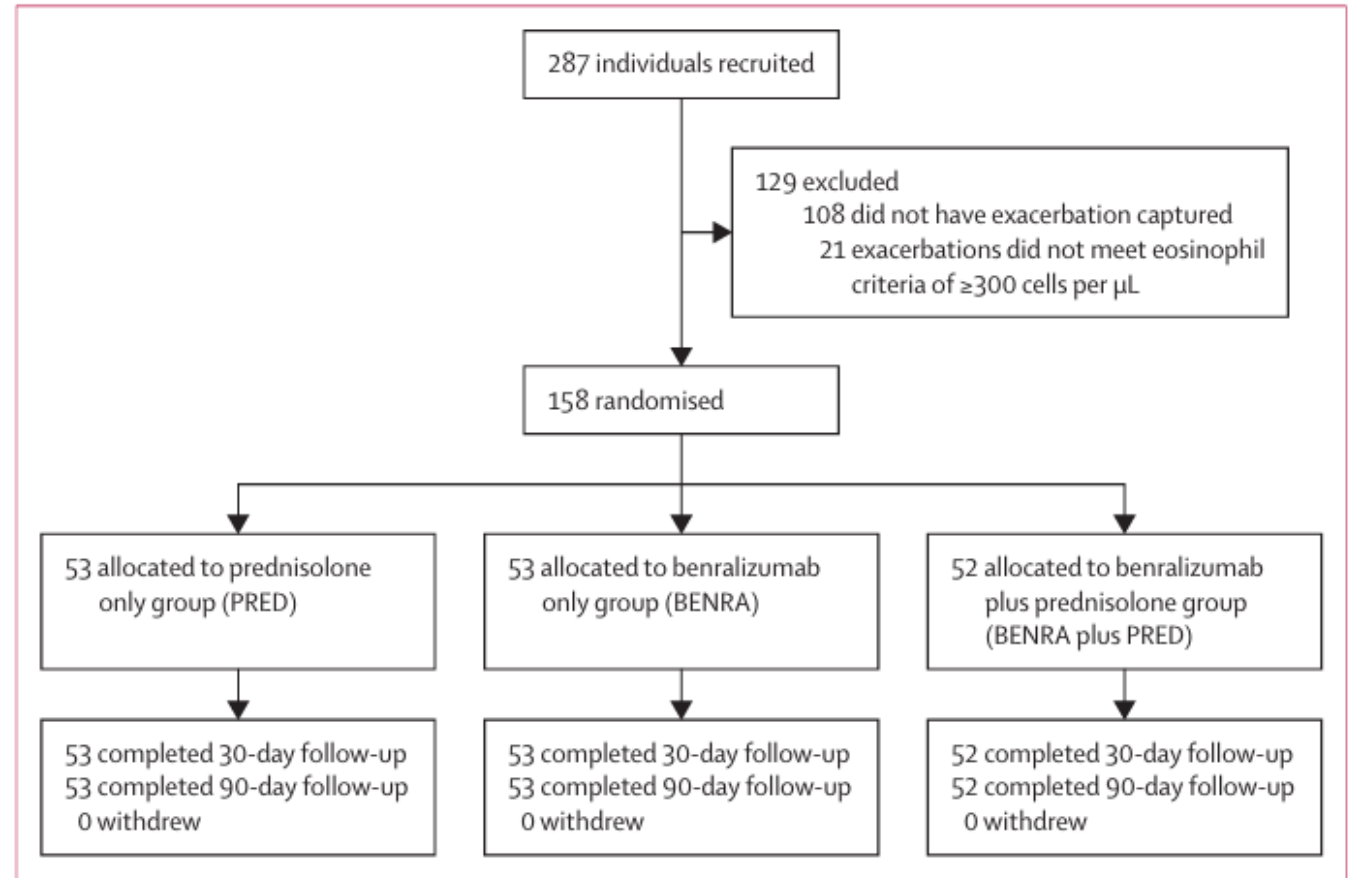 287 individuals recruited
129 excluded
108 did not have exacerbation captured
21 exacerbations did not meet eosinophil
criteria of ≥300 cells per µL
158 randomised
53 allocated to prednisolone
only group (PRED)
53 allocated to benralizumab
only group (BENRA)
52 allocated to benralizumab
plus prednisolone group
(BENRA plus PRED)
53 completed 30-day follow-up
53 completed 90-day follow-up
0 withdrew
53 completed 30-day follow-up
53 completed 90-day follow-up
0 withdrew
52 completed 30-day follow-up
52 completed 90-day follow-up
0 withdrew